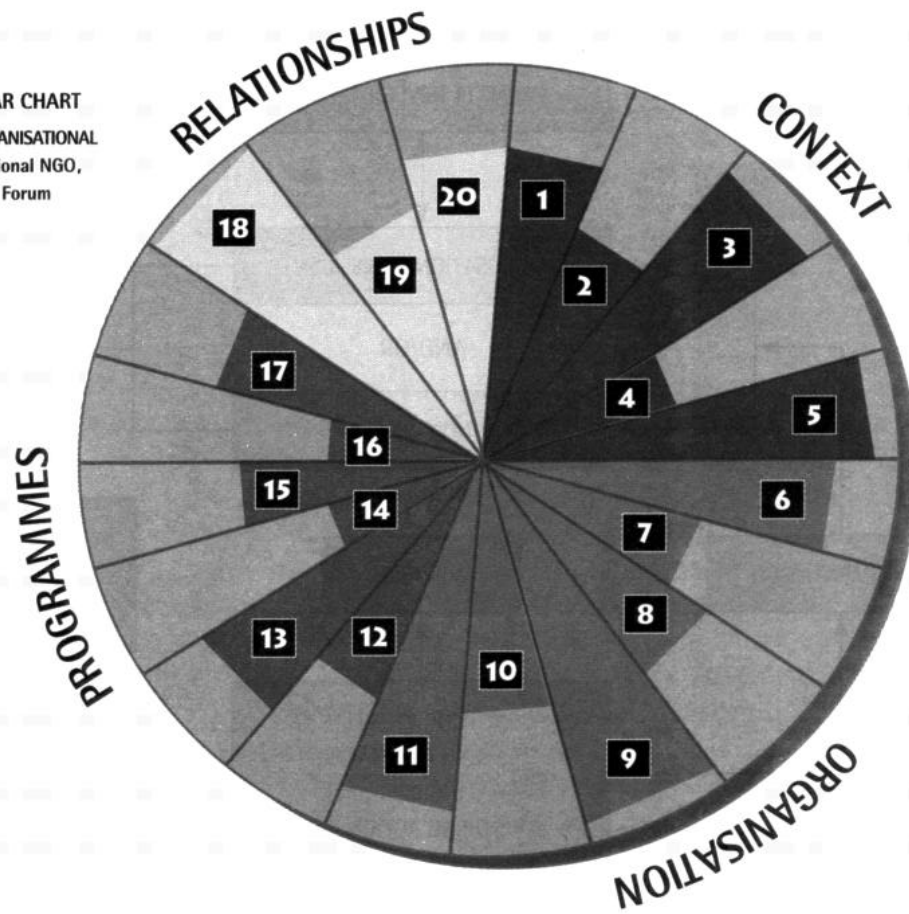 AR CHART
ANISATIONAL
ional NGO,
Forum
RELATIONSHIPS
CONTEXT
PROGRAMMES
ORGANISATION
1
2
3
4
5
6
7
8
9
10
11
12
13
14
15
16
17
18
19
20